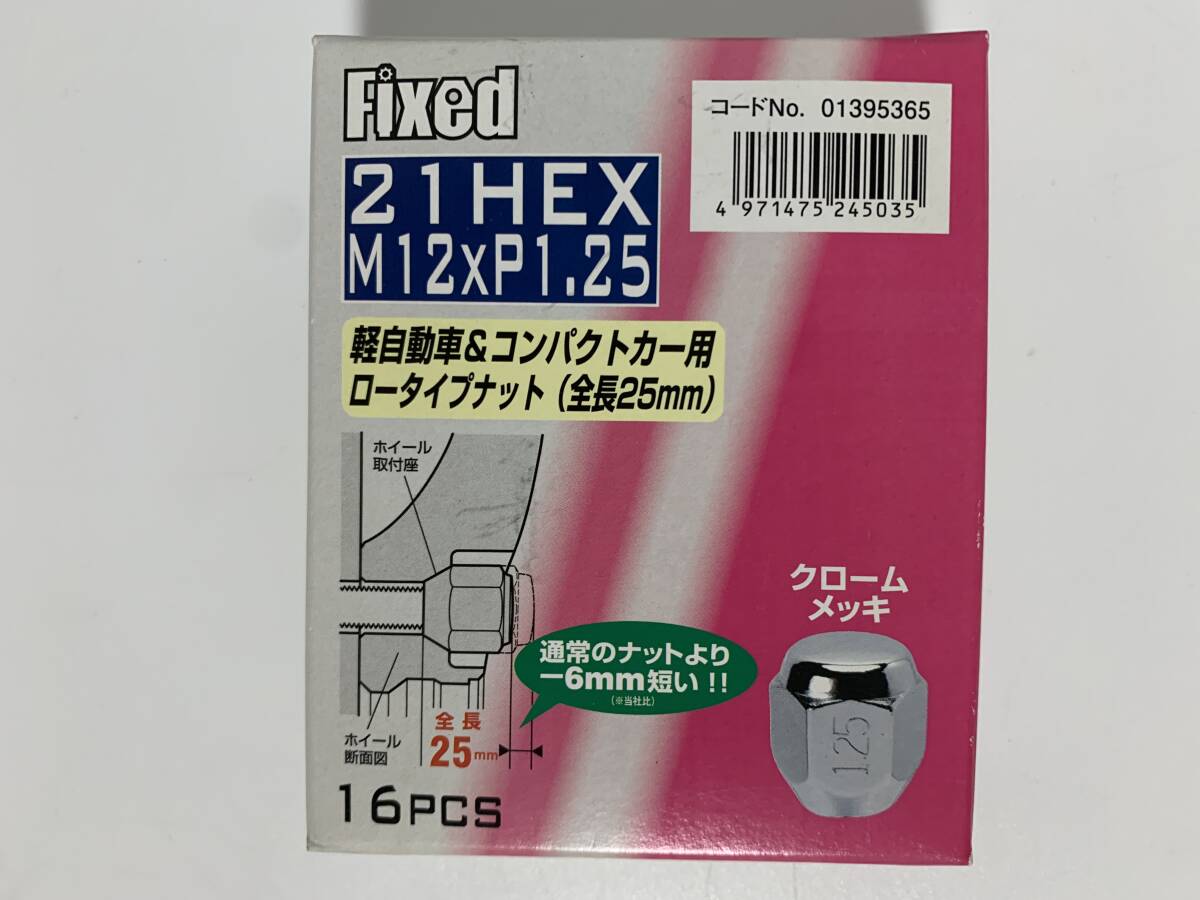 Fixed
コードNo. 01395365
4 971475 245035
21HEX
M12xP1.25
軽自動車&コンパクトカー用
ロータイプナット(全長25mm)
ホイール
取付座
クローム
メッキ
通常のナットより
−6mm短い!!
(※当社比)
1.25
全長
25mm
ホイール
断面図
16PCS